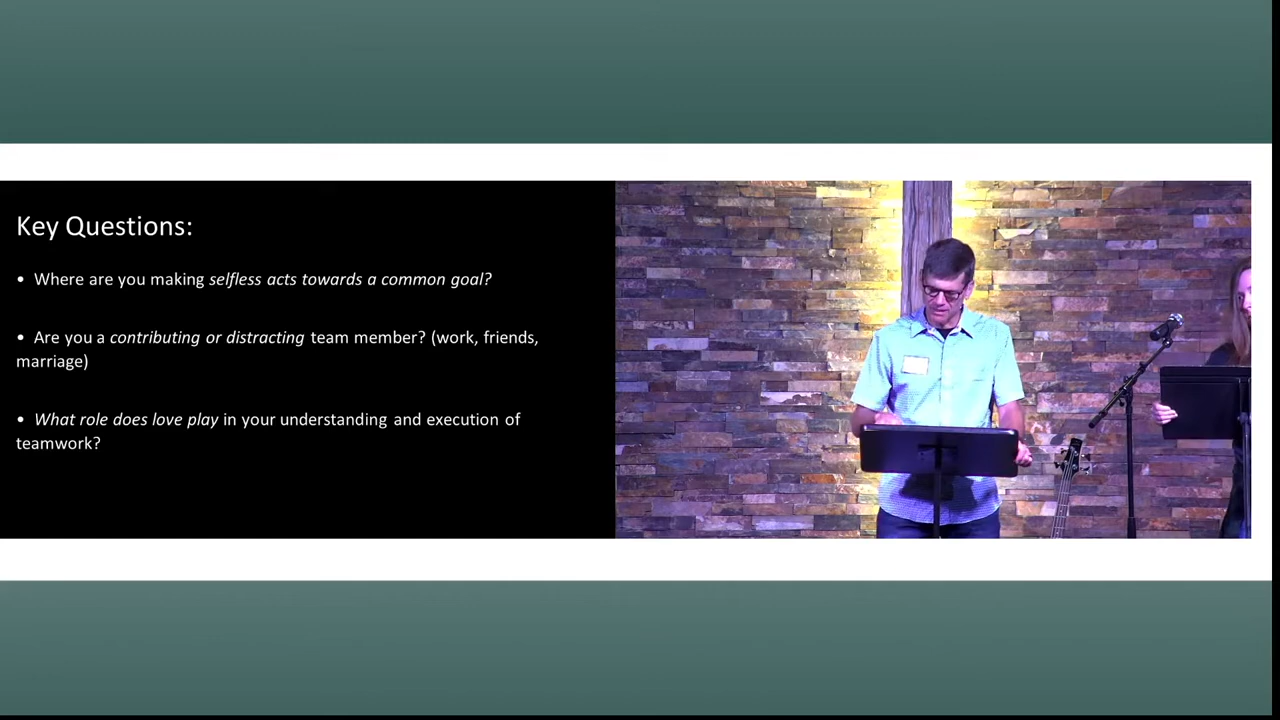 Key Questions:
• Where are you making selfless acts towards a common goal?
• Are you a contributing or distracting team member? (work, friends,
marriage)
• What role does love play in your understanding and execution of
teamwork?